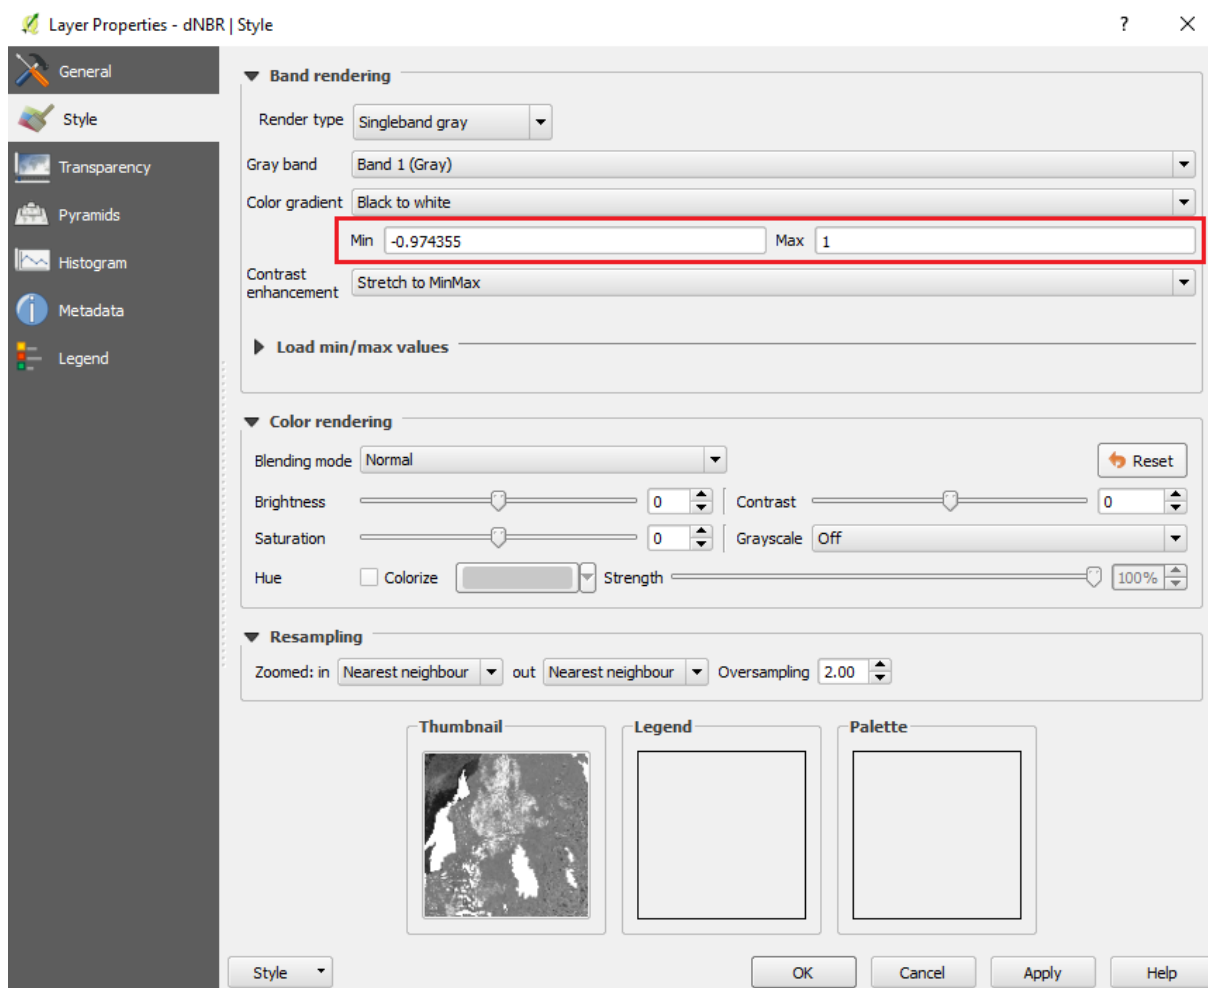 Layer Properties - dNBR | Style ?
General
Style
Transparency
Pyramids
Histogram
Metadata
Legend
Band rendering
Render type Singleband gray
Gray band Band 1 (Gray)
Color gradient Black to white
Min -0.974355 Max 1
Contrast
enhancement Stretch to MinMax
Load min/max values
Color rendering
Blending mode Normal Reset
Brightness 0 Contrast 0
Saturation 0 Grayscale Off
Hue Colorize Strength 100%
Resampling
Zoomed: in Nearest neighbour out Nearest neighbour Oversampling 2.00
Thumbnail Legend Palette
Style OK Cancel Apply Help